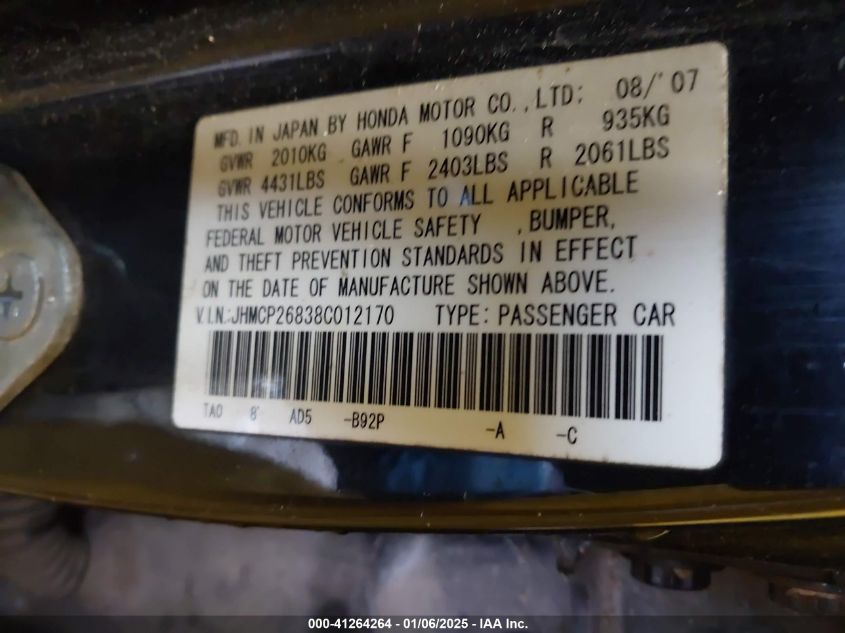 MFD. IN JAPAN BY HONDA MOTOR CO.,LTD: 08/'07
GVWR 2010KG GAWR F 1090KG R 935KG
GVWR 4431LBS GAWR F 2403LBS R 2061LBS
THIS VEHICLE CONFORMS TO ALL APPLICABLE
FEDERAL MOTOR VEHICLE SAFETY , BUMPER,
AND THEFT PREVENTION STANDARDS IN EFFECT
ON THE DATE OF MANUFACTURE SHOWN ABOVE.
V.I.N.:JHMCP26838C012170 TYPE: PASSENGER CAR
TA0 8' AD5 -B92P -A -C
000-41264264 - 01/06/2025 - IAA Inc.